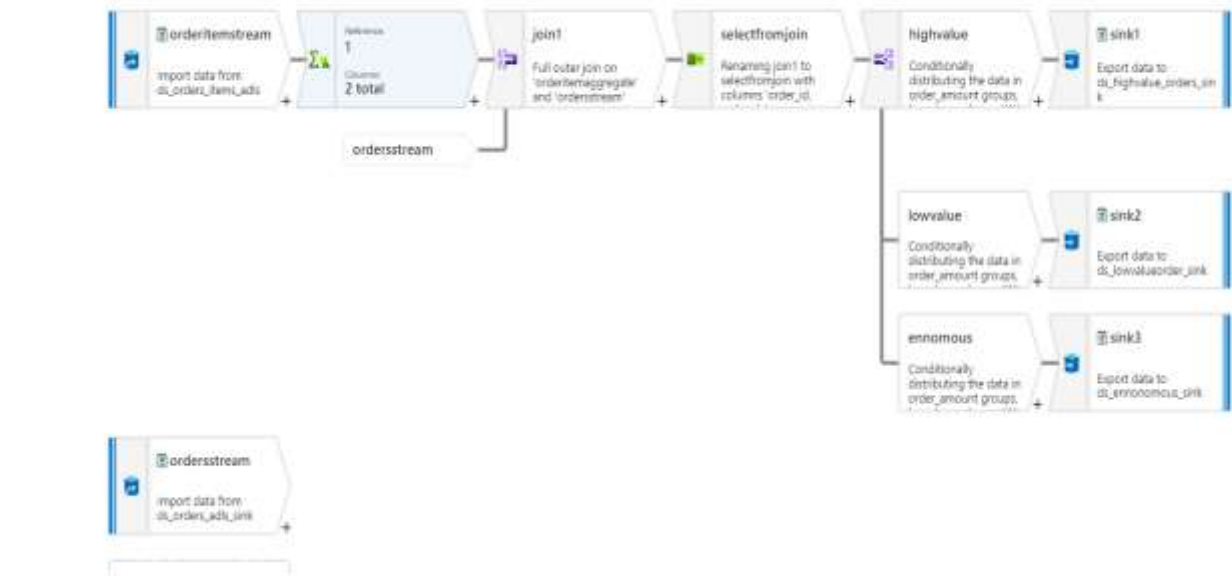 orderitemstream
Import data from
ds_orders_items_adls
Reference
1
Columns
2 total
join1
Full outer join on
'orderitemaggregate'
and 'ordersstream'
selectfromjoin
Renaming join1 to
selectfromjoin with
columns 'order_id,
highvalue
Conditionally
distributing the data in
order_amount groups,
sink1
Export data to
ds_highvalue_orders_sin
k
ordersstream
lowvalue
Conditionally
distributing the data in
order_amount groups,
sink2
Export data to
ds_lowvalueorder_sink
ennomous
Conditionally
distributing the data in
order_amount groups,
sink3
Export data to
ds_ennonomous_sink
ordersstream
Import data from
ds_orders_adls_sink